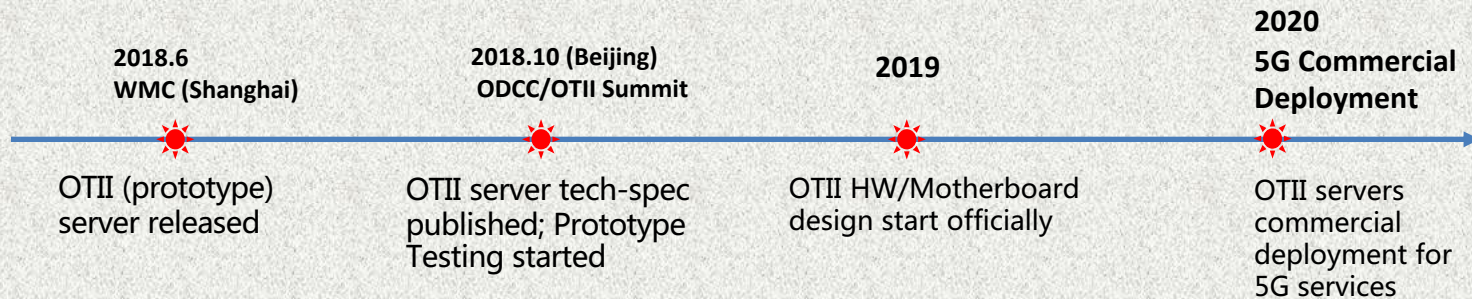 2018.6
WMC (Shanghai)
OTII (prototype)
server released
2018.10 (Beijing)
ODCC/OTII Summit
OTII server tech-spec
published; Prototype
Testing started
2019
OTII HW/Motherboard
design start officially
2020
5G Commercial
Deployment
OTII servers
commercial
deployment for
5G services